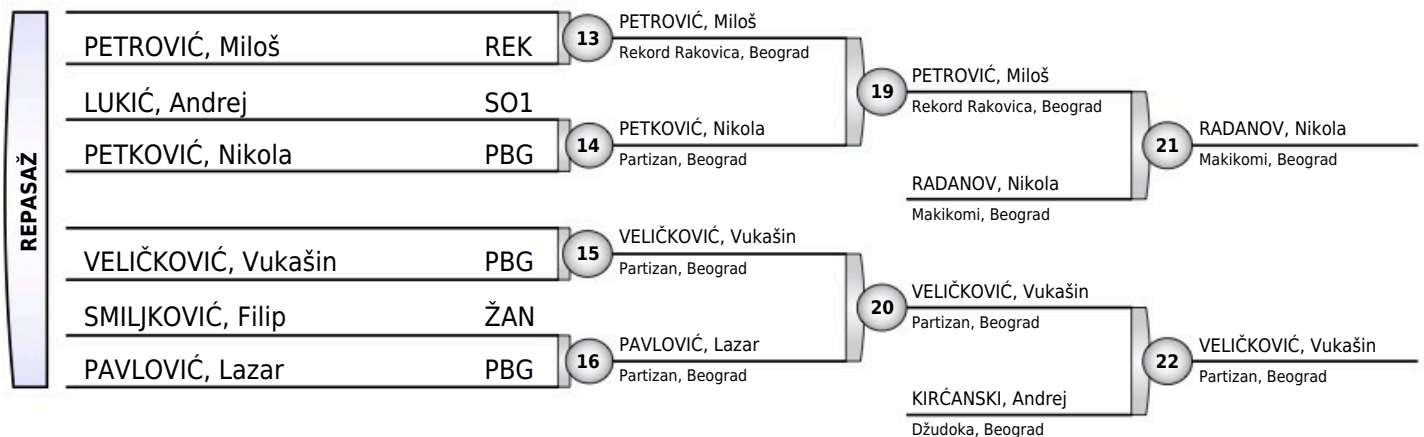 REPASAŽ
PETROVIĆ, Miloš REK
LUKIĆ, Andrej SO1
PETKOVIĆ, Nikola PBG
VELIČKOVIĆ, Vukašin PBG
SMILJKOVIĆ, Filip ŽAN
PAVLOVIĆ, Lazar PBG
13
PETROVIĆ, Miloš
Rekord Rakovica, Beograd
14
PETKOVIĆ, Nikola
Partizan, Beograd
15
VELIČKOVIĆ, Vukašin
Partizan, Beograd
16
PAVLOVIĆ, Lazar
Partizan, Beograd
19
PETROVIĆ, Miloš
Rekord Rakovica, Beograd
RADANOV, Nikola
Makikomi, Beograd
20
VELIČKOVIĆ, Vukašin
Partizan, Beograd
KIRĆANSKI, Andrej
Džudoka, Beograd
21
RADANOV, Nikola
Makikomi, Beograd
22
VELIČKOVIĆ, Vukašin
Partizan, Beograd